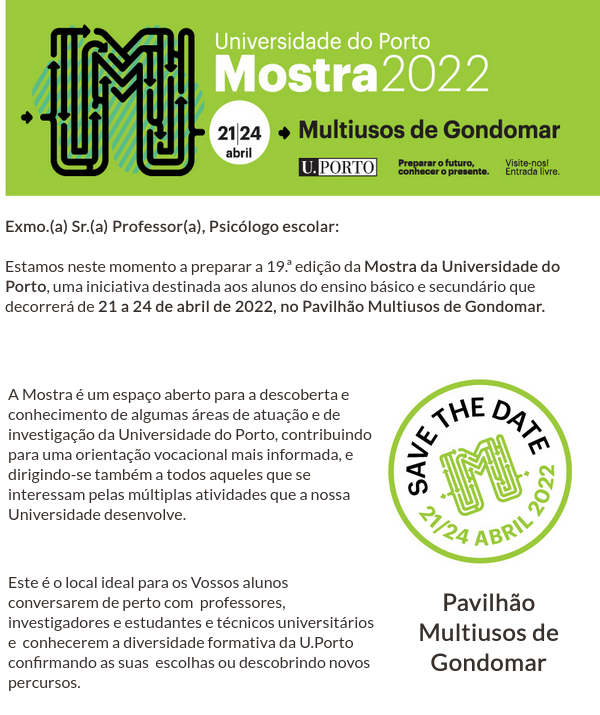 Universidade do Porto
Mostra2022
21|24
abril
Multiusos de Gondomar
U.PORTO
Preparar o futuro,
conhecer o presente.
Visite-nos!
Entrada livre.
Exmo.(a) Sr.(a) Professor(a), Psicólogo escolar:
Estamos neste momento a preparar a 19.ª edição da Mostra da Universidade do
Porto, uma iniciativa destinada aos alunos do ensino básico e secundário que
decorrerá de 21 a 24 de abril de 2022, no Pavilhão Multiusos de Gondomar.
A Mostra é um espaço aberto para a descoberta e
conhecimento de algumas áreas de atuação e de
investigação da Universidade do Porto, contribuindo
para uma orientação vocacional mais informada, e
dirigindo-se também a todos aqueles que se
interessam pelas múltiplas atividades que a nossa
Universidade desenvolve.
SAVE THE DATE
21/24 ABRIL 2022
Este é o local ideal para os Vossos alunos
conversarem de perto com  professores,
investigadores e estudantes e técnicos universitários
e  conhecerem a diversidade formativa da U.Porto
confirmando as suas  escolhas ou descobrindo novos
percursos.
Pavilhão
Multiusos de
Gondomar